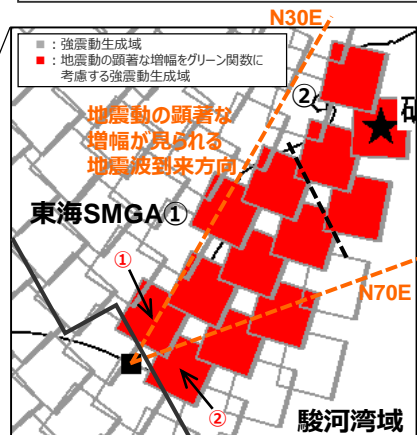 N30E
：強震動生成域
：地震動の顕著な増幅をグリーン関数に
考慮する強震動生成域
②
地震動の顕著な
増幅が見られる
地震波到来方向
東海SMGA①
①
N70E
②
駿河湾域